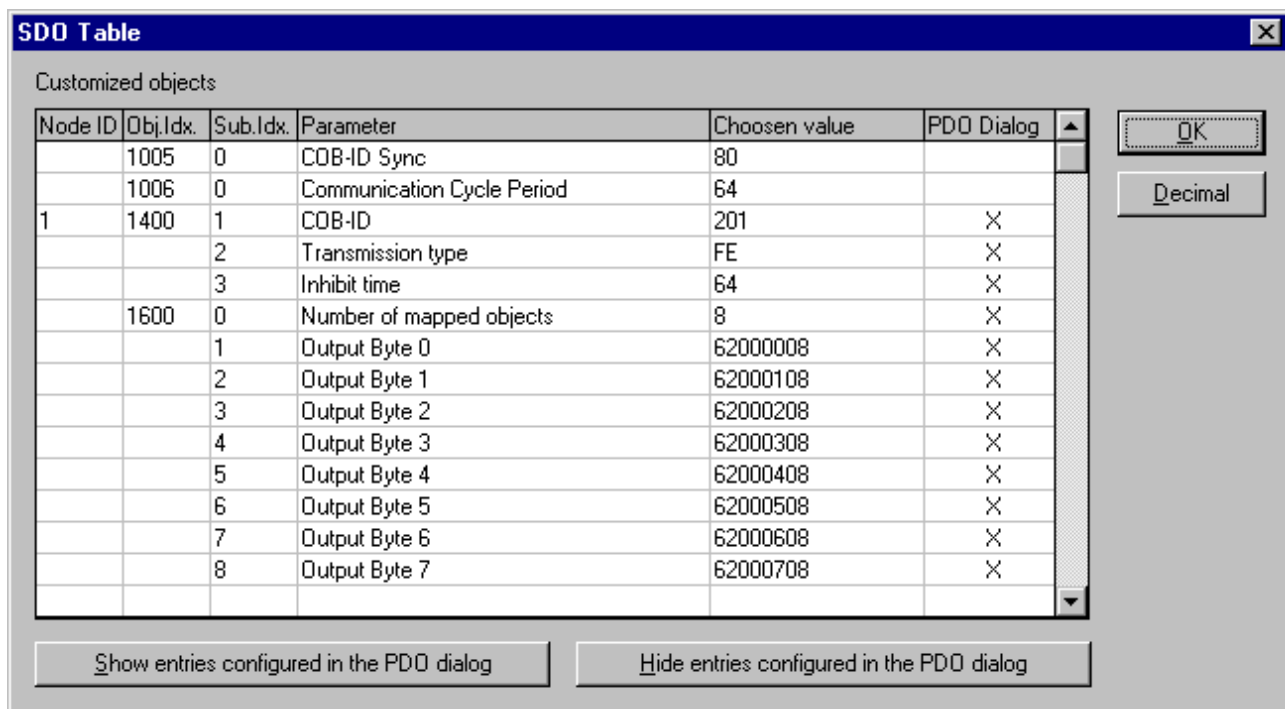 SDO Table
Customized objects
Node ID Obj.Idx. Sub.Idx. Parameter Choosen value PDO Dialog
1005 0 COB-ID Sync 80
1006 0 Communication Cycle Period 64
1 1400 1 COB-ID 201 X
2 Transmission type FE X
3 Inhibit time 64 X
1600 0 Number of mapped objects 8 X
1 Output Byte 0 62000008 X
2 Output Byte 1 62000108 X
3 Output Byte 2 62000208 X
4 Output Byte 3 62000308 X
5 Output Byte 4 62000408 X
6 Output Byte 5 62000508 X
7 Output Byte 6 62000608 X
8 Output Byte 7 62000708 X
OK
Decimal
Show entries configured in the PDO dialog
Hide entries configured in the PDO dialog